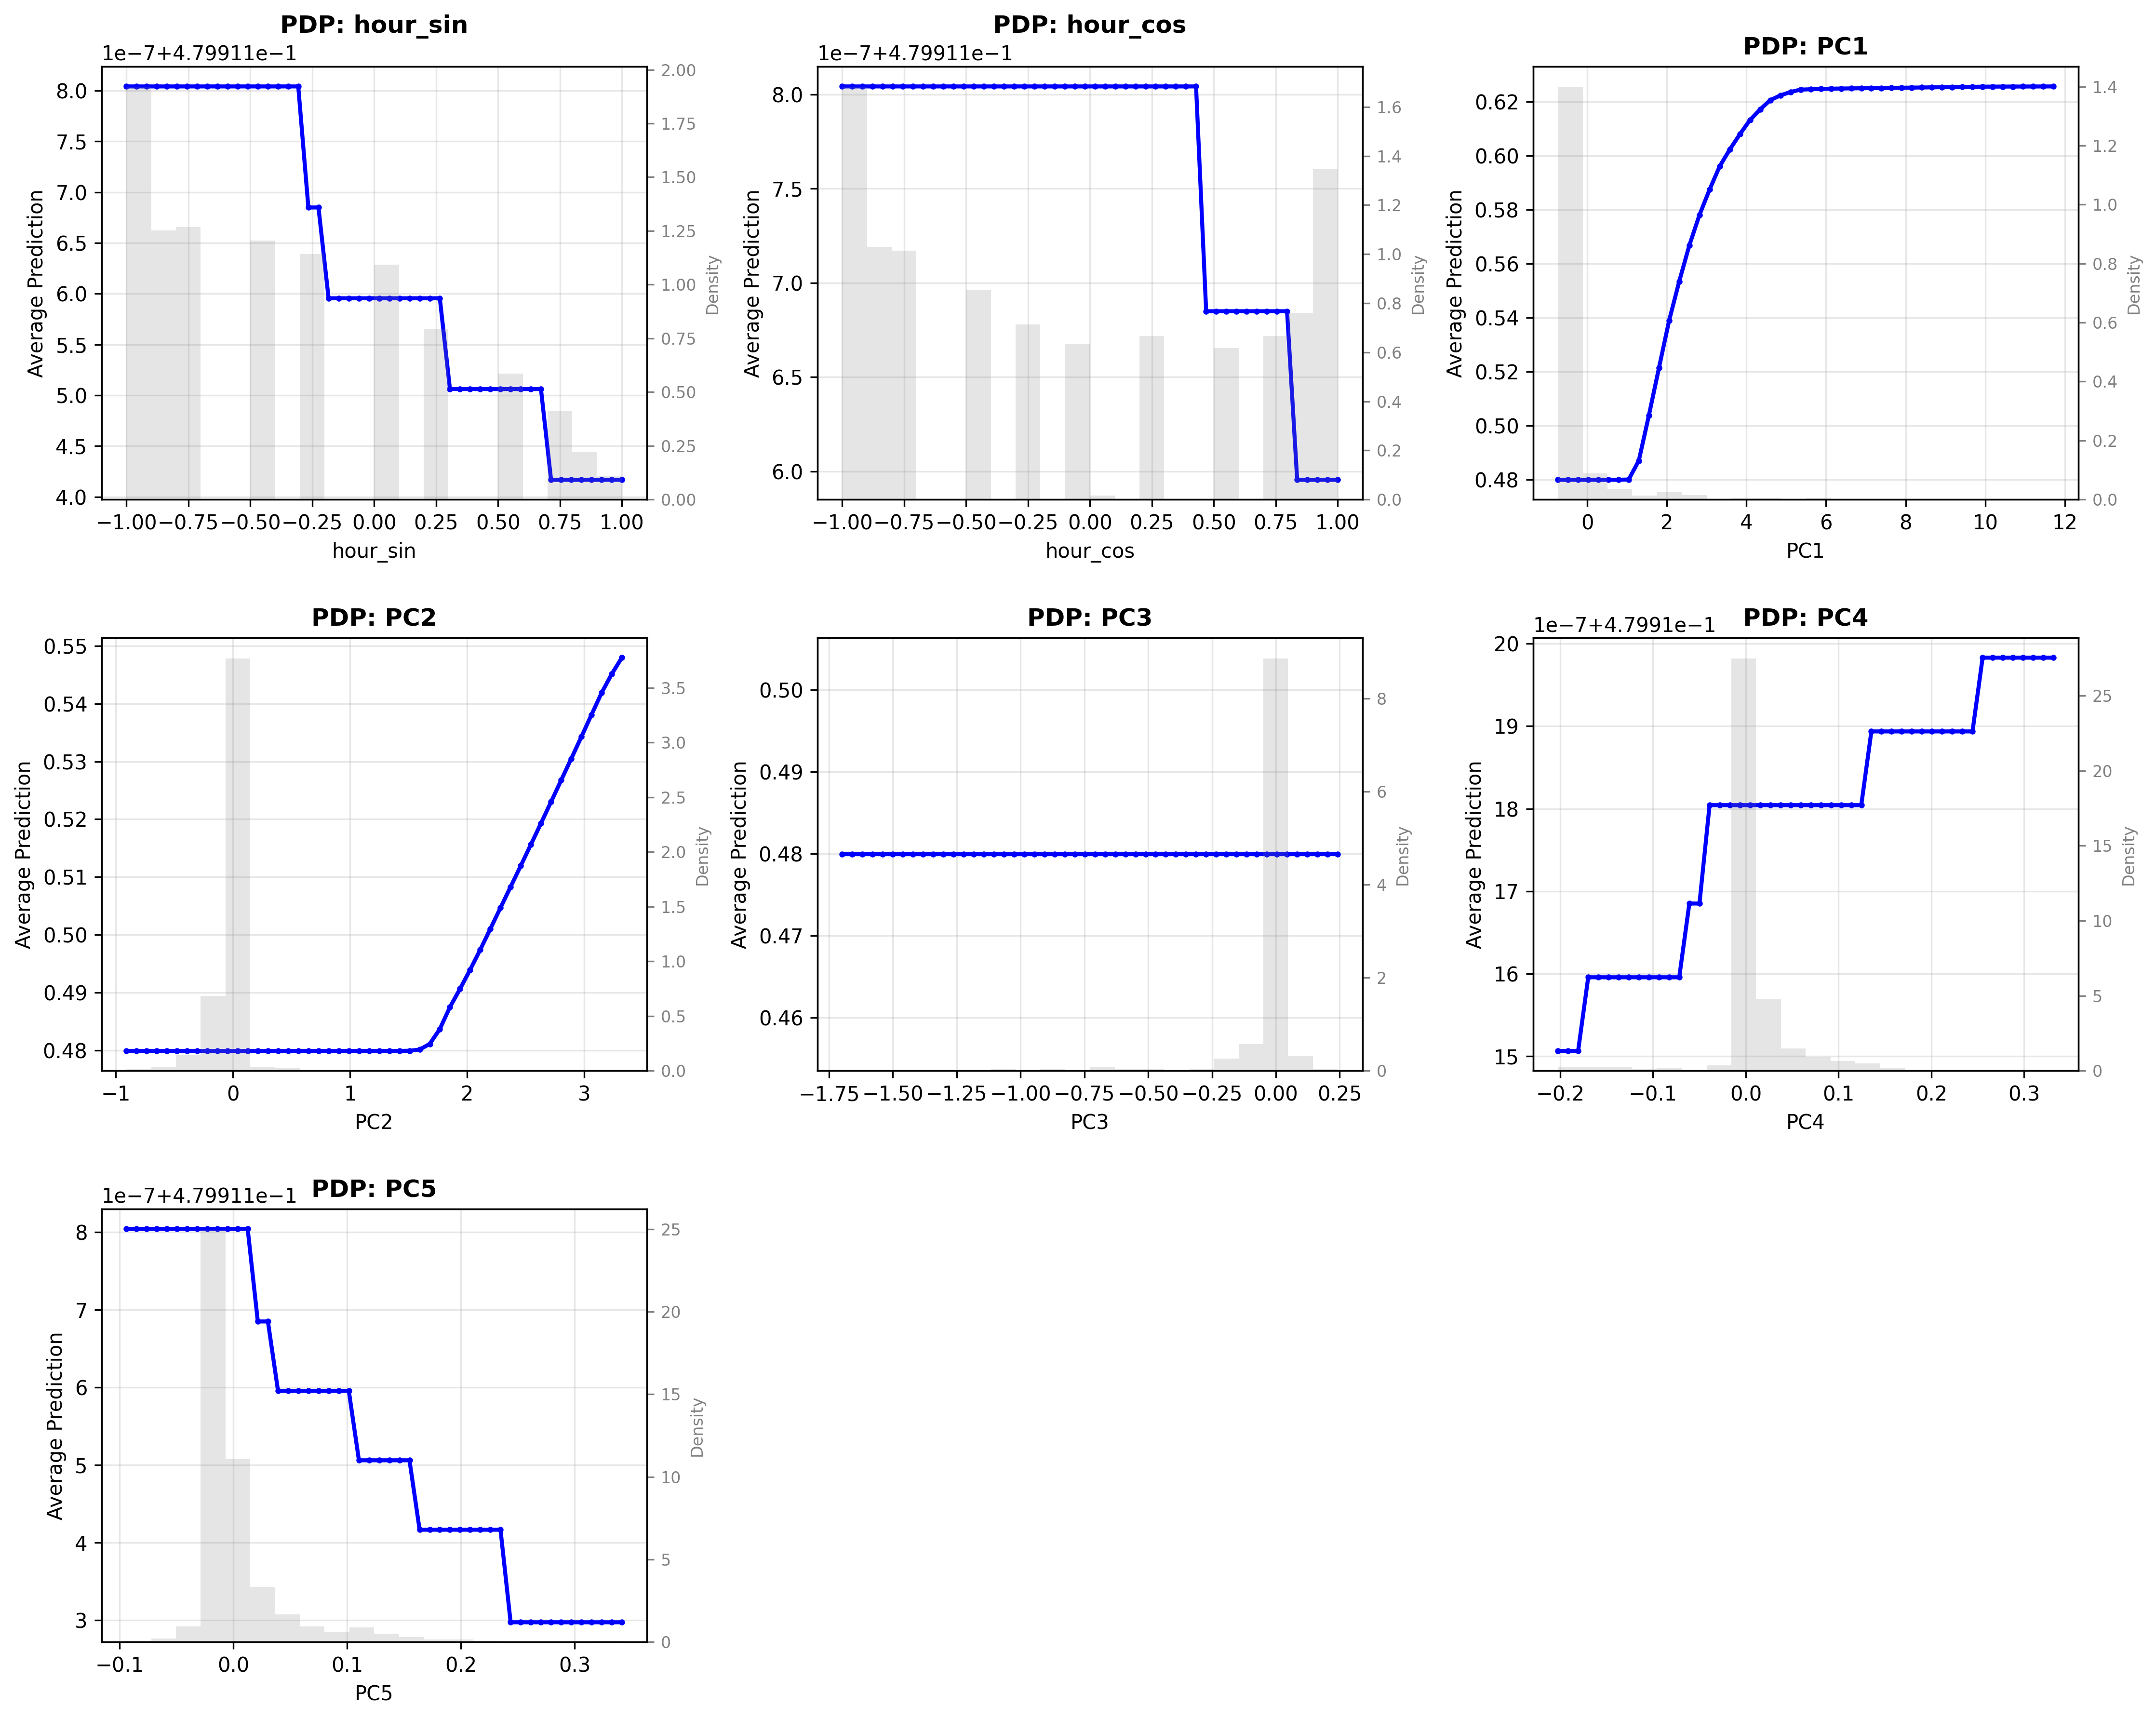 PDP: hour_sin
1e−7+4.79911e−1
8.0
7.5
7.0
6.5
6.0
5.5
5.0
4.5
4.0
Average Prediction
2.00
1.75
1.50
1.25
1.00
0.75
0.50
0.25
0.00
Density
−1.00 −0.75 −0.50 −0.25 0.00 0.25 0.50 0.75 1.00
hour_sin
PDP: hour_cos
1e−7+4.79911e−1
8.0
7.5
7.0
6.5
6.0
Average Prediction
1.6
1.4
1.2
1.0
0.8
0.6
0.4
0.2
0.0
Density
−1.00 −0.75 −0.50 −0.25 0.00 0.25 0.50 0.75 1.00
hour_cos
PDP: PC1
0.62
0.60
0.58
0.56
0.54
0.52
0.50
0.48
Average Prediction
1.4
1.2
1.0
0.8
0.6
0.4
0.2
0.0
Density
0 2 4 6 8 10 12
PC1
PDP: PC2
0.55
0.54
0.53
0.52
0.51
0.50
0.49
0.48
Average Prediction
3.5
3.0
2.5
2.0
1.5
1.0
0.5
0.0
Density
−1 0 1 2 3
PC2
PDP: PC3
0.50
0.49
0.48
0.47
0.46
Average Prediction
8
6
4
2
0
Density
−1.75 −1.50 −1.25 −1.00 −0.75 −0.50 −0.25 0.00 0.25
PC3
1e−7+4.7991e−1 PDP: PC4
20
19
18
17
16
15
Average Prediction
25
20
15
10
5
0
Density
−0.2 −0.1 0.0 0.1 0.2 0.3
PC4
1e−7+4.79911e−1 PDP: PC5
8
7
6
5
4
3
Average Prediction
25
20
15
10
5
0
Density
−0.1 0.0 0.1 0.2 0.3
PC5